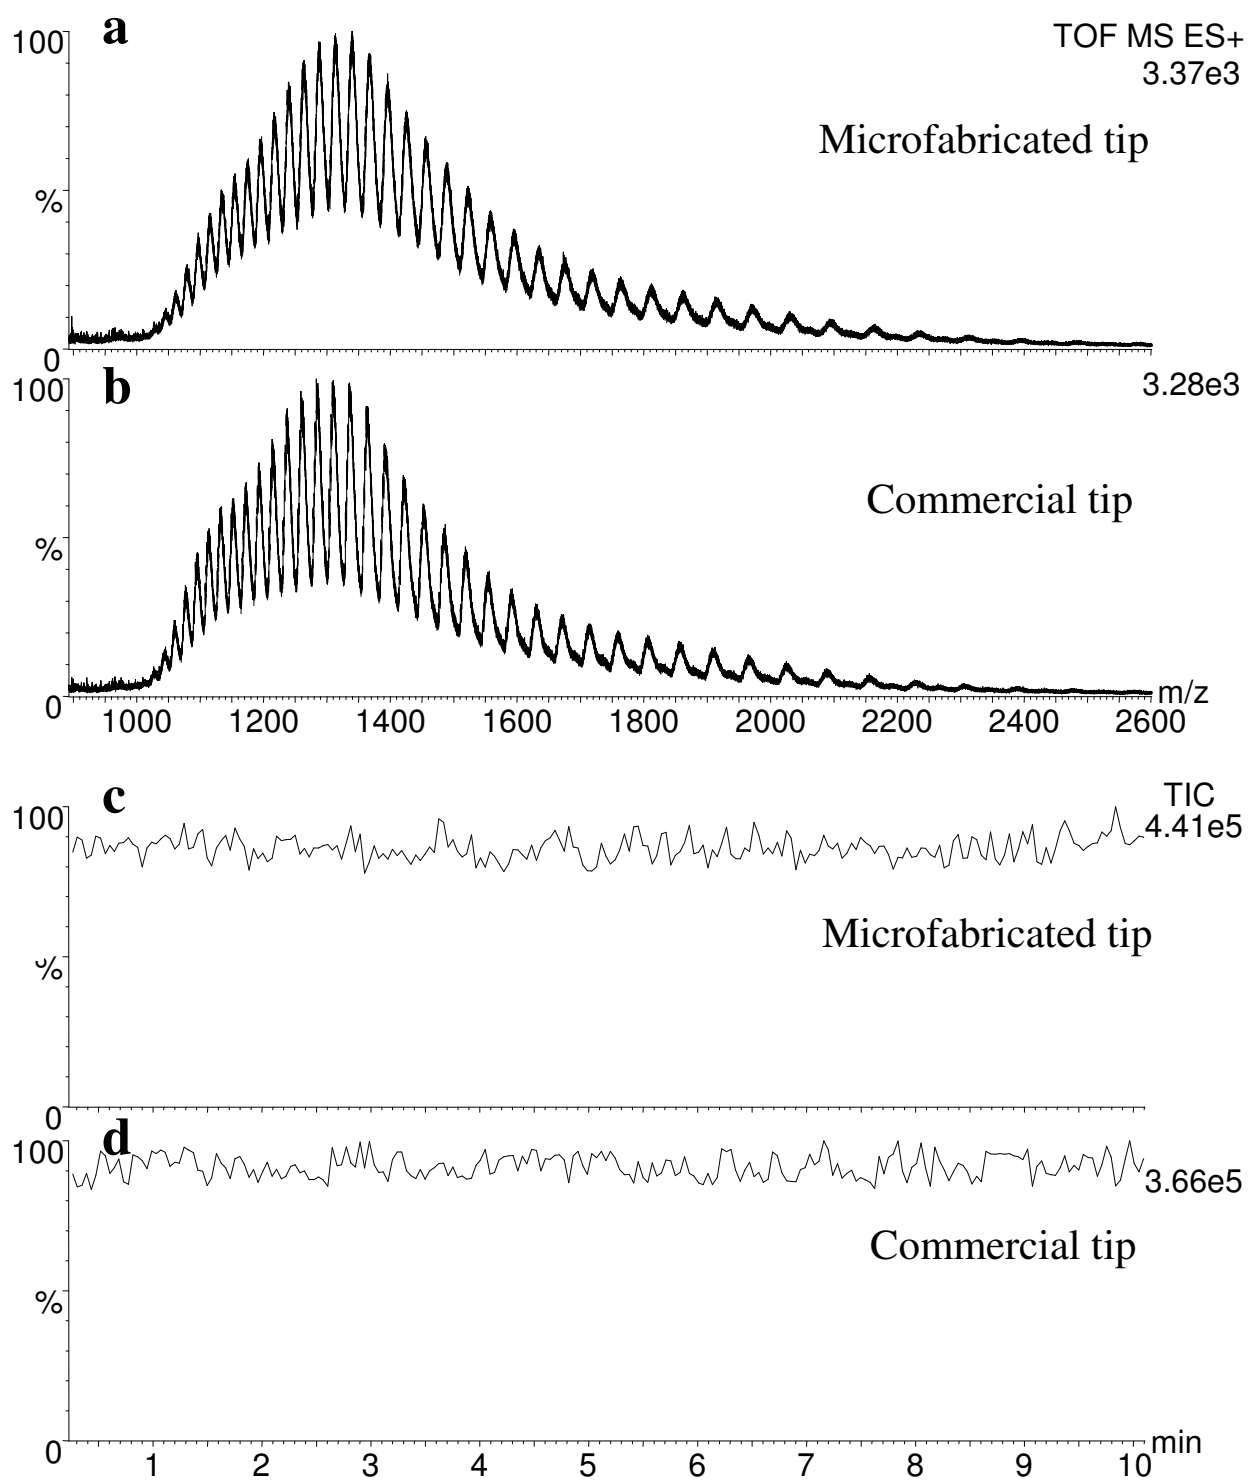 a
100
TOF MS ES+
3.37e3
Microfabricated tip
%
0
b
100
3.28e3
Commercial tip
%
0
m/z
1000 1200 1400 1600 1800 2000 2200 2400 2600
c
100
TIC
4.41e5
Microfabricated tip
%
0
d
100
3.66e5
Commercial tip
%
0
min
1 2 3 4 5 6 7 8 9 10